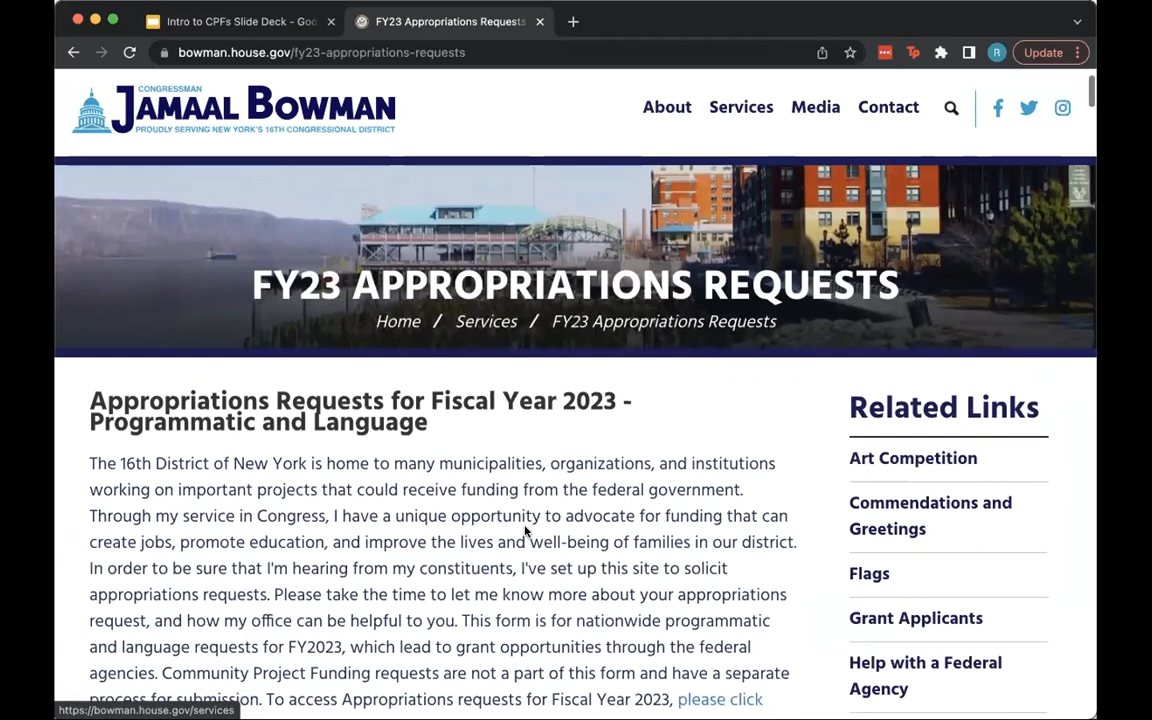 Intro to CPFs Slide Deck - Goo
FY23 Appropriations Requests
bowman.house.gov/fy23-appropriations-requests
Tp
R
Update
CONGRESSMAN
JAMAAL BOWMAN
PROUDLY SERVING NEW YORK'S 16TH CONGRESSIONAL DISTRICT
About Services Media Contact
FY23 APPROPRIATIONS REQUESTS
Home / Services / FY23 Appropriations Requests
Appropriations Requests for Fiscal Year 2023 -
Programmatic and Language
The 16th District of New York is home to many municipalities, organizations, and institutions
working on important projects that could receive funding from the federal government.
Through my service in Congress, I have a unique opportunity to advocate for funding that can
create jobs, promote education, and improve the lives and well-being of families in our district.
In order to be sure that I'm hearing from my constituents, I've set up this site to solicit
appropriations requests. Please take the time to let me know more about your appropriations
request, and how my office can be helpful to you. This form is for nationwide programmatic
and language requests for FY2023, which lead to grant opportunities through the federal
agencies. Community Project Funding requests are not a part of this form and have a separate
process for submission. To access Appropriations requests for Fiscal Year 2023, please click
Related Links
Art Competition
Commendations and
Greetings
Flags
Grant Applicants
Help with a Federal
Agency
https://bowman.house.gov/services